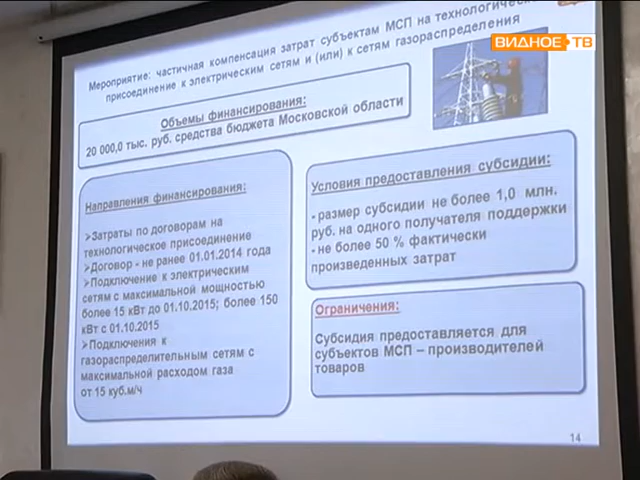 ВИДНОЕ ТВ
Мероприятие: частичная компенсация затрат субъектам МСП на
присоединение к электрическим сетям и (или) к сетям газораспределения
Объемы финансирования:
20 000,0 тыс. руб. средства бюджета Московской области
Направления финансирования:
➢Затраты по договорам на
технологическое присоединение
➢Договор - не ранее 01.01.2014 года
➢Подключение к электрическим
сетям с максимальной мощностью
более 15 кВт до 01.10.2015; более 150
кВт с 01.10.2015
➢Подключения к
газораспределительным сетям с
максимальной расходом газа
от 15 куб.м/ч
Условия предоставления субсидии:
- размер субсидии не более 1,0 млн.
руб. на одного получателя поддержки
- не более 50 % фактически
произведенных затрат
Ограничения:
Субсидия предоставляется для
субъектов МСП – производителей
товаров
14